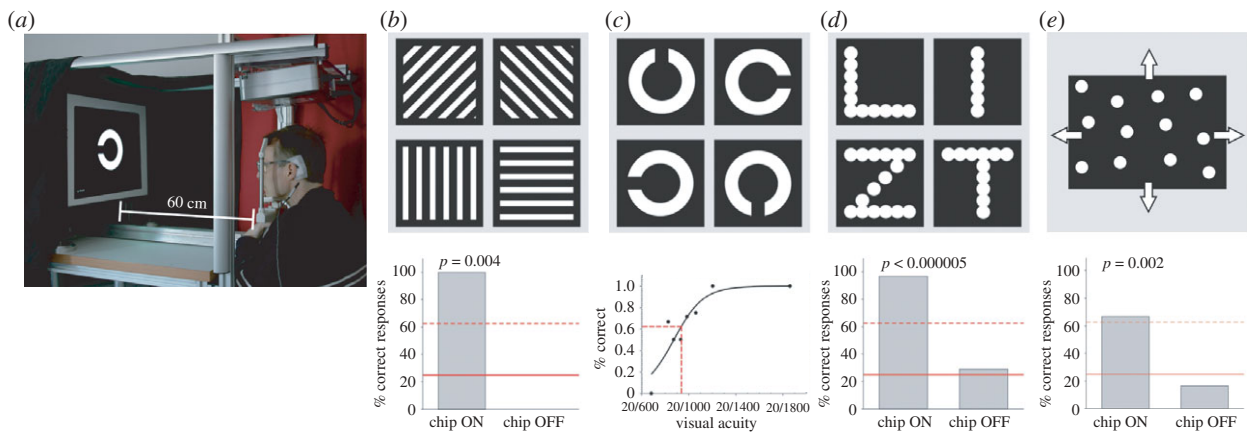 (a)
60 cm
(b)
(c)
(d)
L I
Z T
(e)
% correct responses
100
80
60
40
20
0
p = 0.004
chip ON chip OFF
% correct
1.0
0.8
0.6
0.4
0.2
0
20/600 20/1000 20/1400 20/1800
visual acuity
% correct responses
100
80
60
40
20
0
p < 0.000005
chip ON chip OFF
% correct responses
100
80
60
40
20
0
p = 0.002
chip ON chip OFF